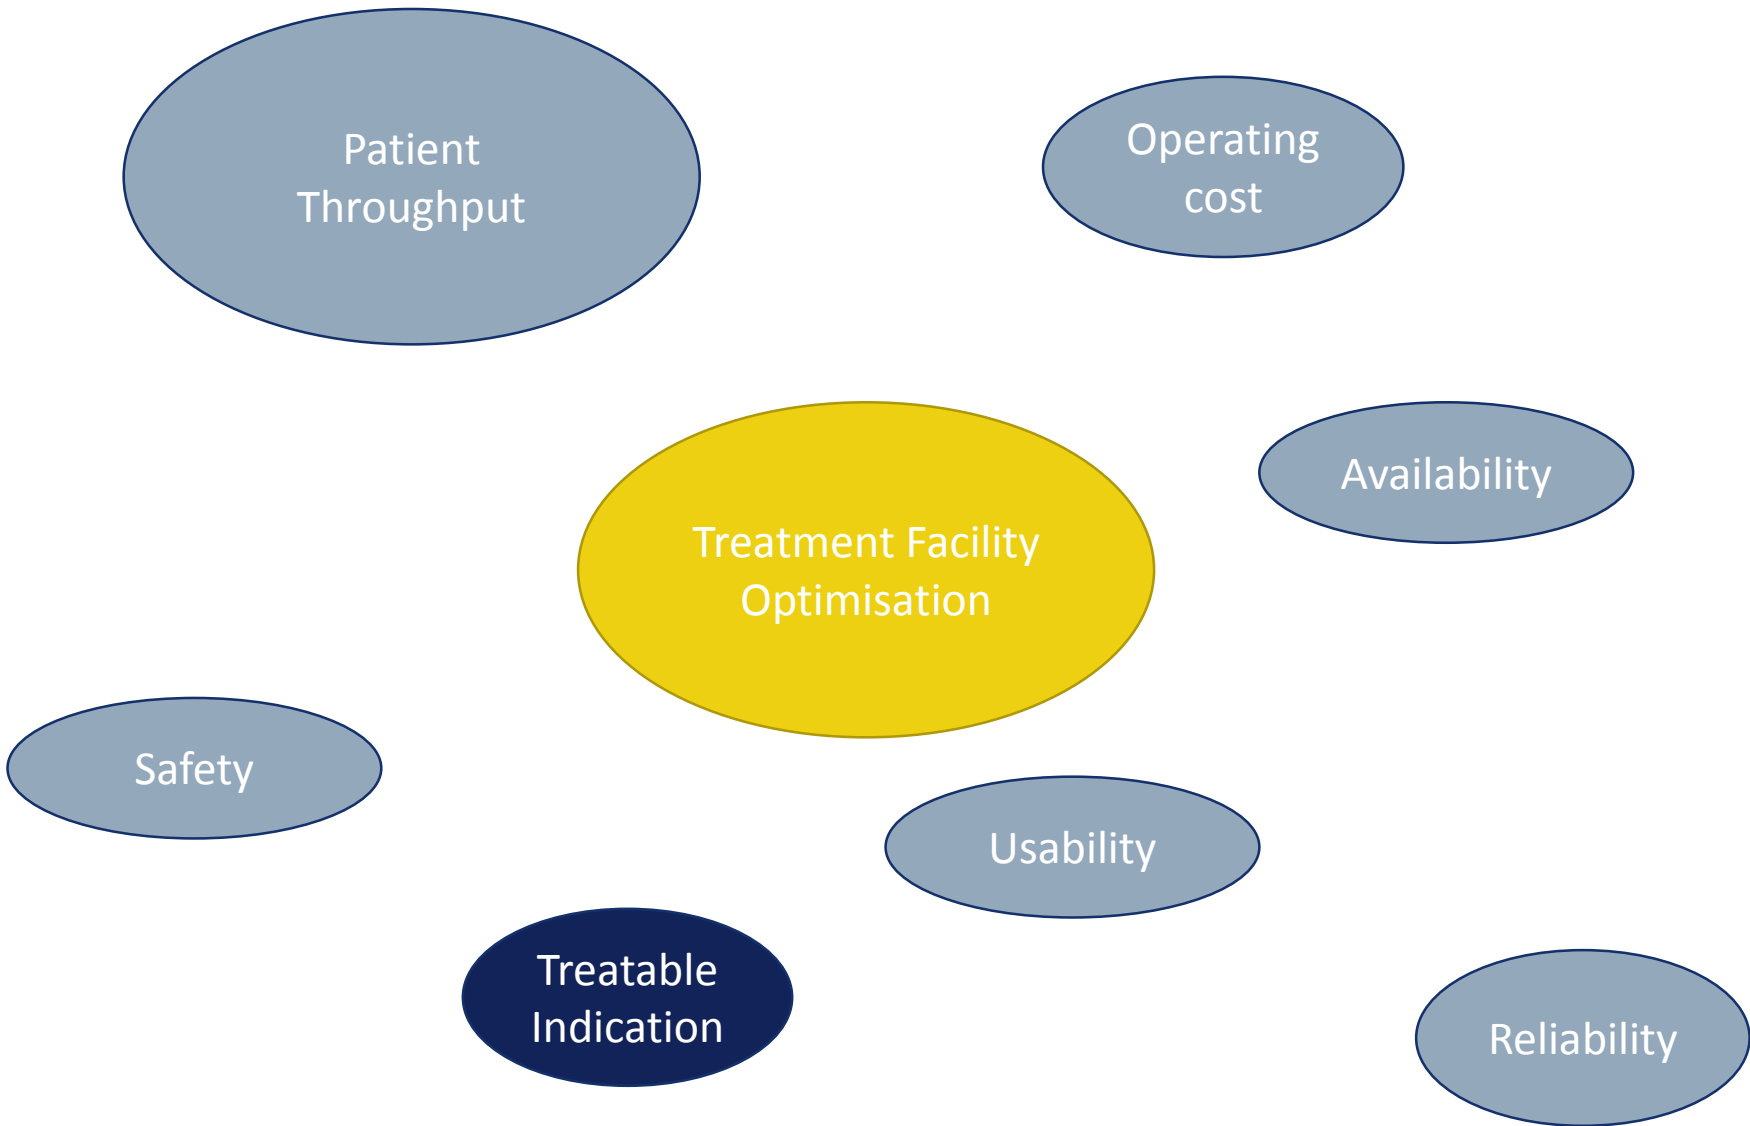 Patient
Throughput
Operating
cost
Availability
Treatment Facility
Optimisation
Safety
Usability
Treatable
Indication
Reliability